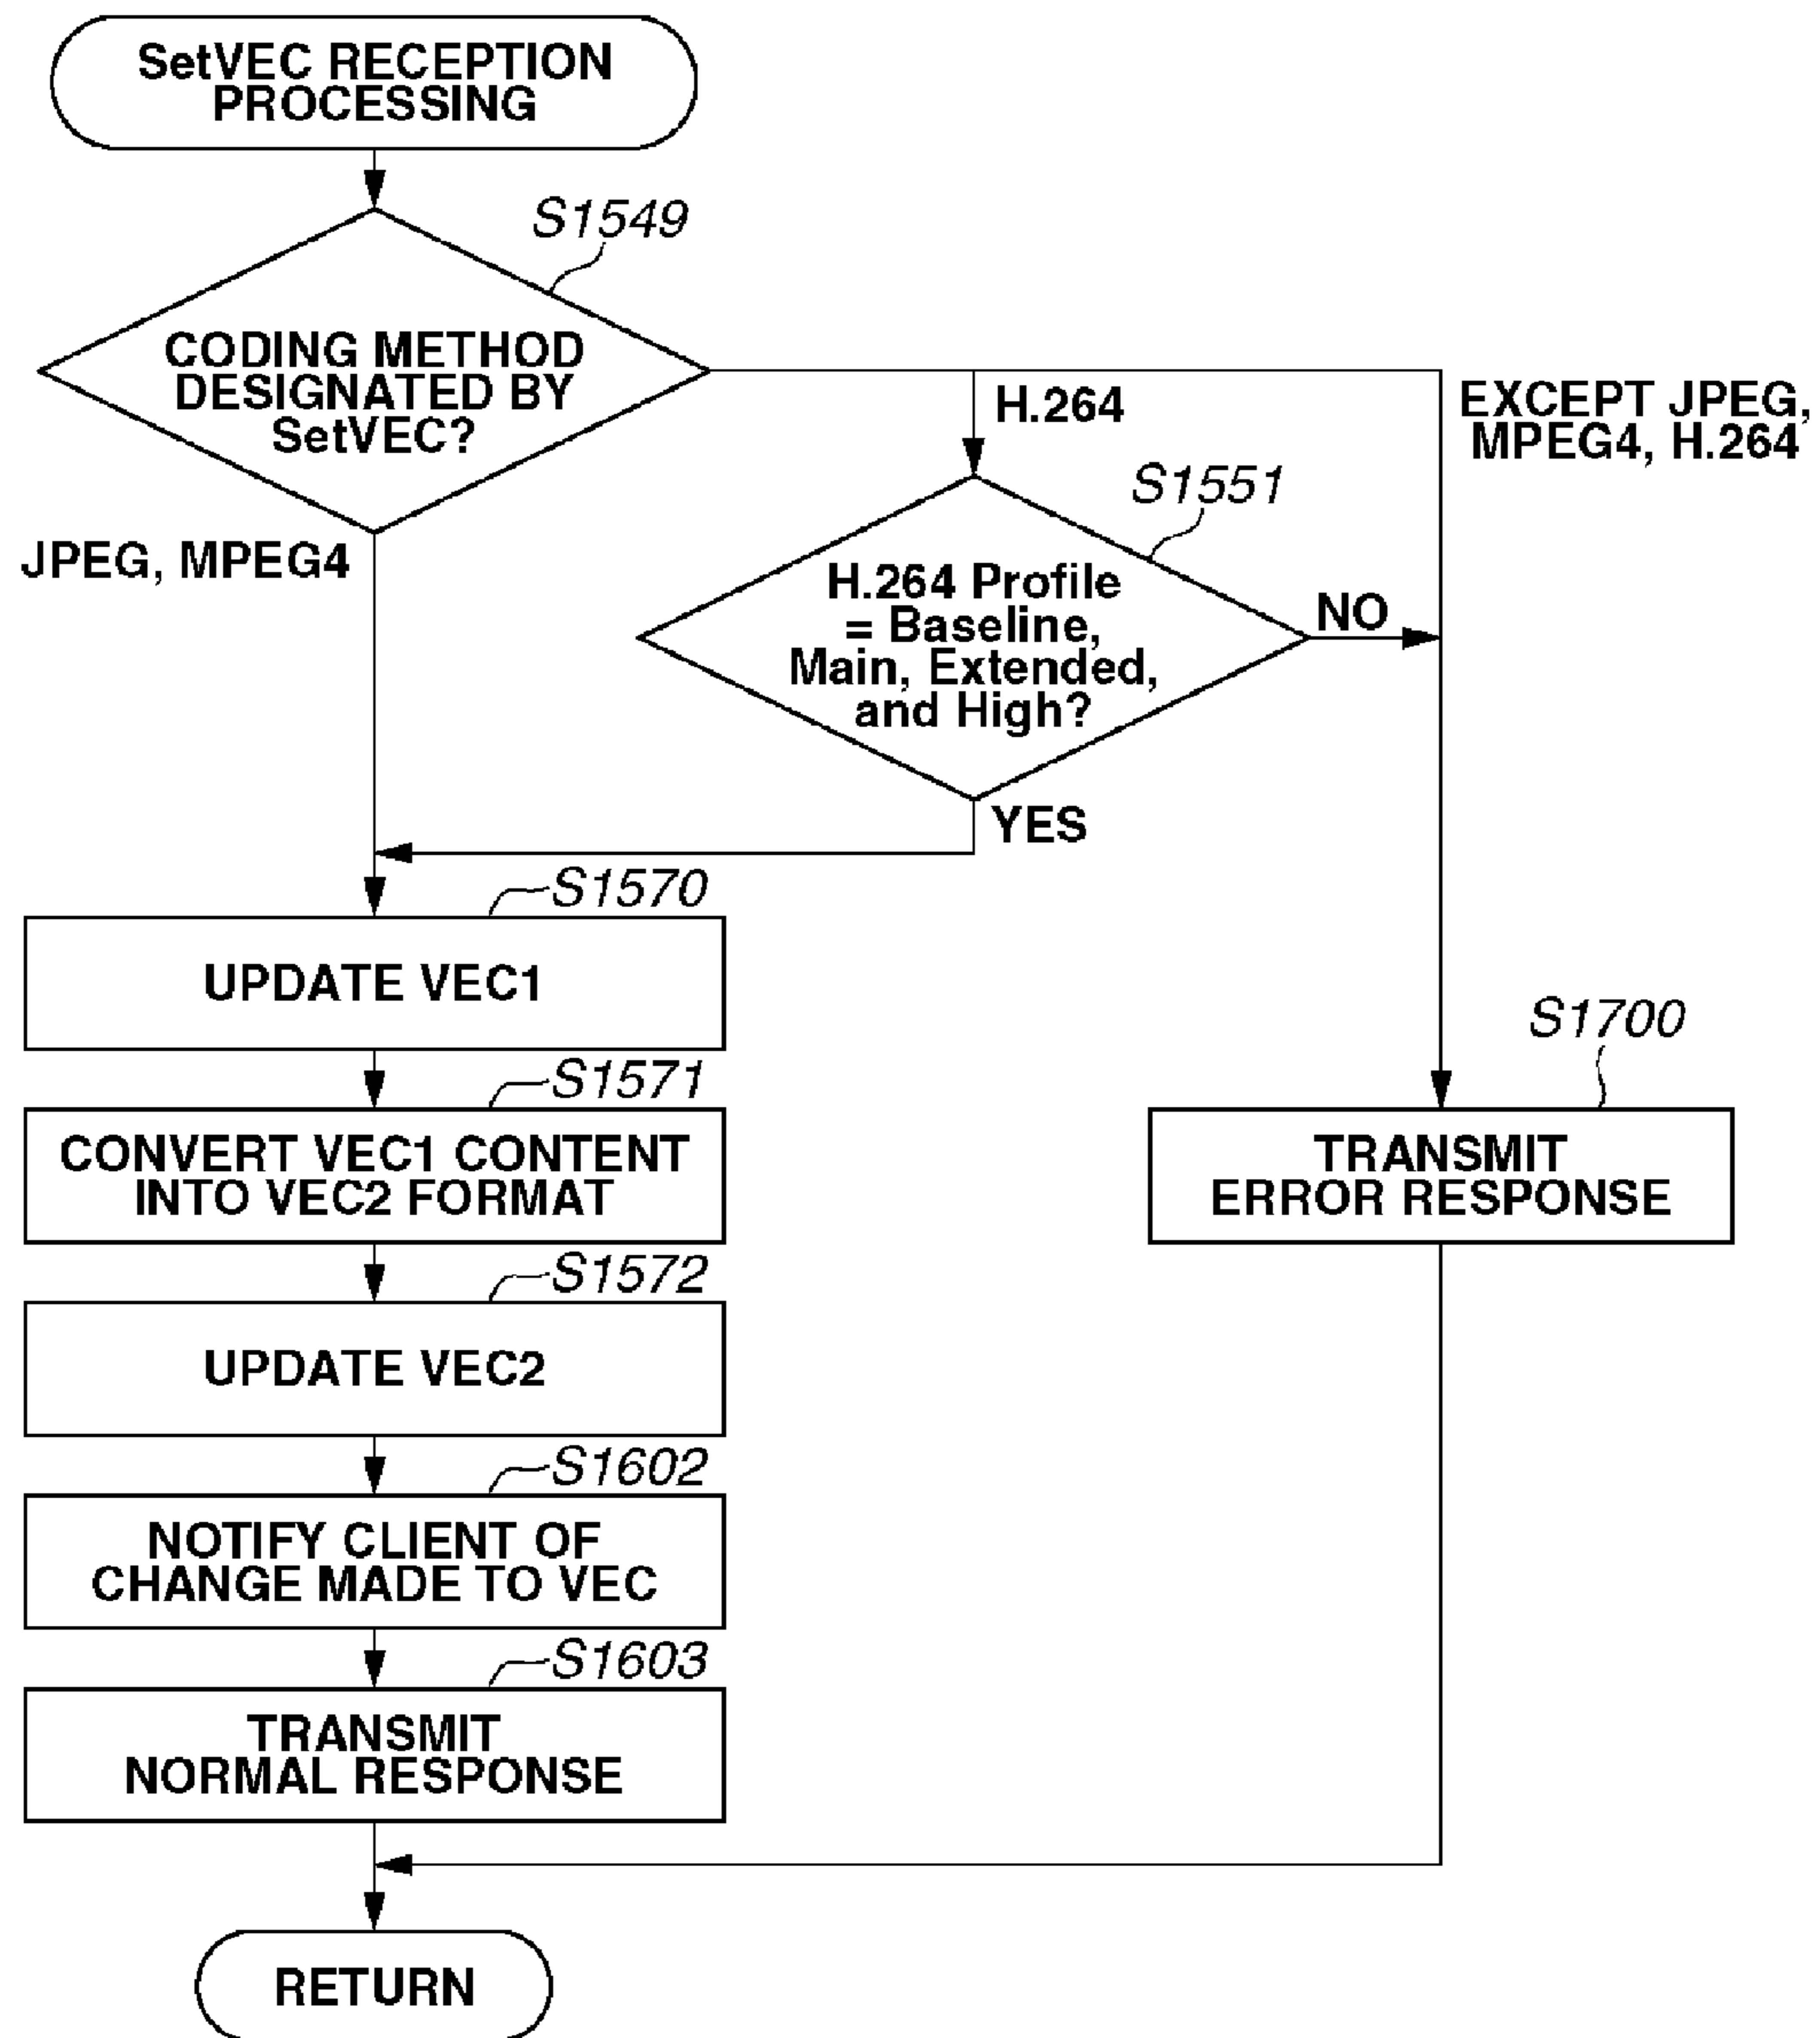 SetVEC RECEPTION
PROCESSING
S1549
CODING METHOD
DESIGNATED BY
SetVEC?
H.264
EXCEPT JPEG,
MPEG4, H.264
JPEG, MPEG4
S1551
H.264 Profile
= Baseline,
Main, Extended,
and High?
NO
YES
S1570
UPDATE VEC1
S1571
CONVERT VEC1 CONTENT
INTO VEC2 FORMAT
S1700
TRANSMIT
ERROR RESPONSE
S1572
UPDATE VEC2
S1602
NOTIFY CLIENT OF
CHANGE MADE TO VEC
S1603
TRANSMIT
NORMAL RESPONSE
RETURN